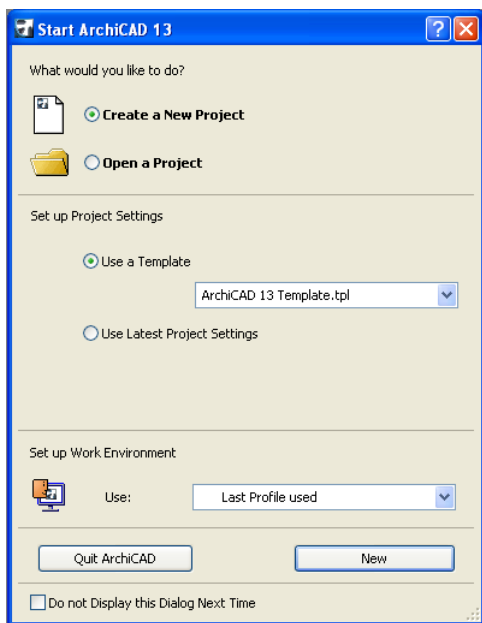 Start ArchiCAD 13
What would you like to do?
Create a New Project
Open a Project
Set up Project Settings
Use a Template
ArchiCAD 13 Template.tpl
Use Latest Project Settings
Set up Work Environment
Use: Last Profile used
Quit ArchiCAD New
Do not Display this Dialog Next Time